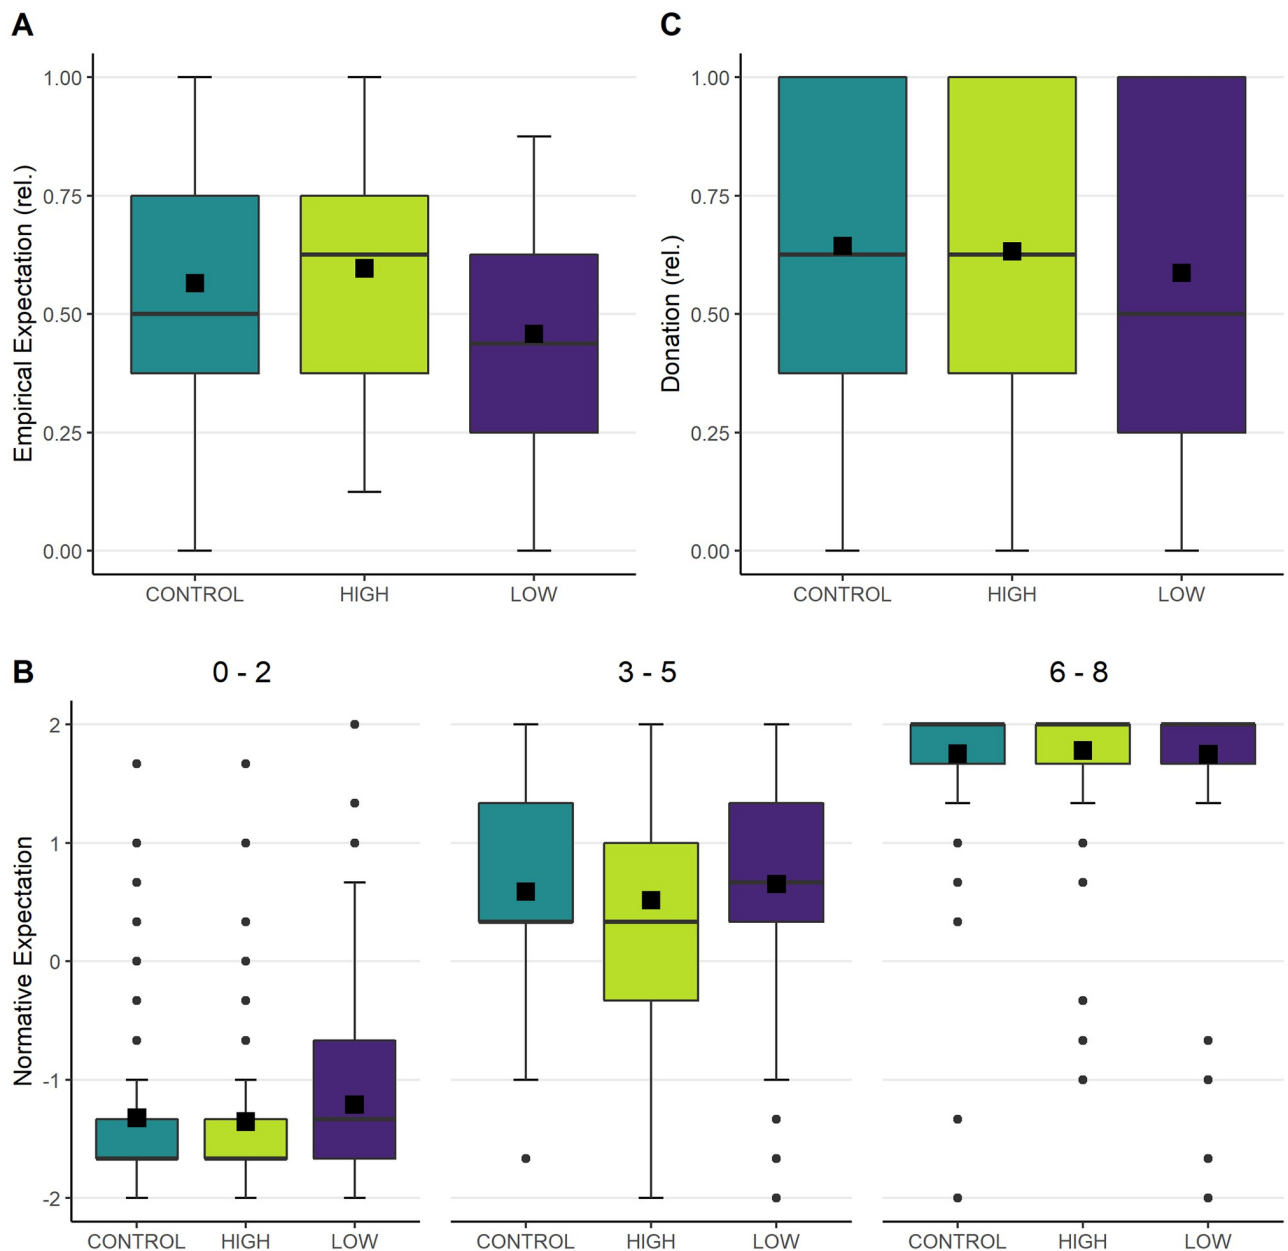 A
Empirical Expectation (rel.)
1.00
0.75
0.50
0.25
0.00
CONTROL HIGH LOW
C
Donation (rel.)
1.00
0.75
0.50
0.25
0.00
CONTROL HIGH LOW
B
0 - 2 3 - 5 6 - 8
Normative Expectation
2
1
0
-1
-2
CONTROL HIGH LOW CONTROL HIGH LOW CONTROL HIGH LOW